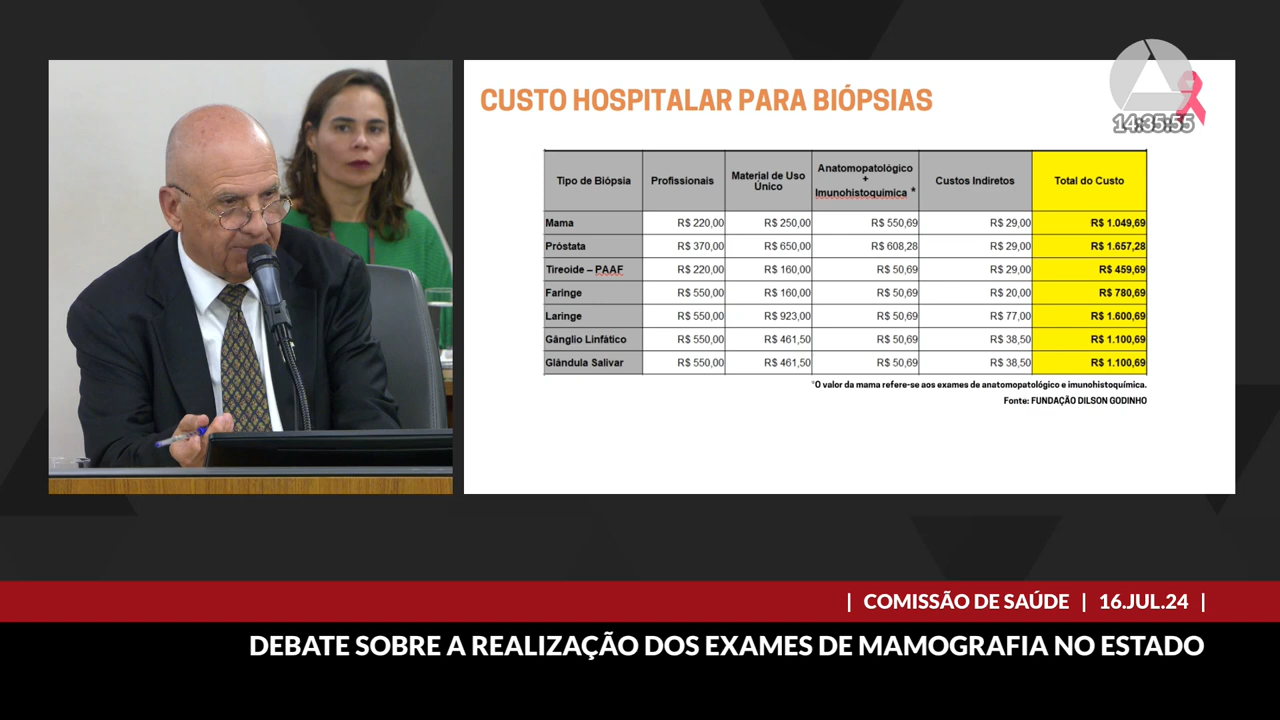 14:35:55
CUSTO HOSPITALAR PARA BIÓPSIAS
Tipo de Biópsia Profissionais Material de Uso Único Anatomopatológico + Imunohistoquímica * Custos Indiretos Total do Custo
Mama R$ 220,00 R$ 250,00 R$ 550,69 R$ 29,00 R$ 1.049,69
Próstata R$ 370,00 R$ 650,00 R$ 608,28 R$ 29,00 R$ 1.657,28
Tireoide – PAAF R$ 220,00 R$ 160,00 R$ 50,69 R$ 29,00 R$ 459,69
Faringe R$ 550,00 R$ 160,00 R$ 50,69 R$ 20,00 R$ 780,69
Laringe R$ 550,00 R$ 923,00 R$ 50,69 R$ 77,00 R$ 1.600,69
Gânglio Linfático R$ 550,00 R$ 461,50 R$ 50,69 R$ 38,50 R$ 1.100,69
Glândula Salivar R$ 550,00 R$ 461,50 R$ 50,69 R$ 38,50 R$ 1.100,69
*O valor da mama refere-se aos exames de anatomopatológico e imunohistoquímica.
Fonte: FUNDAÇÃO DILSON GODINHO
| COMISSÃO DE SAÚDE | 16.JUL.24 |
DEBATE SOBRE A REALIZAÇÃO DOS EXAMES DE MAMOGRAFIA NO ESTADO